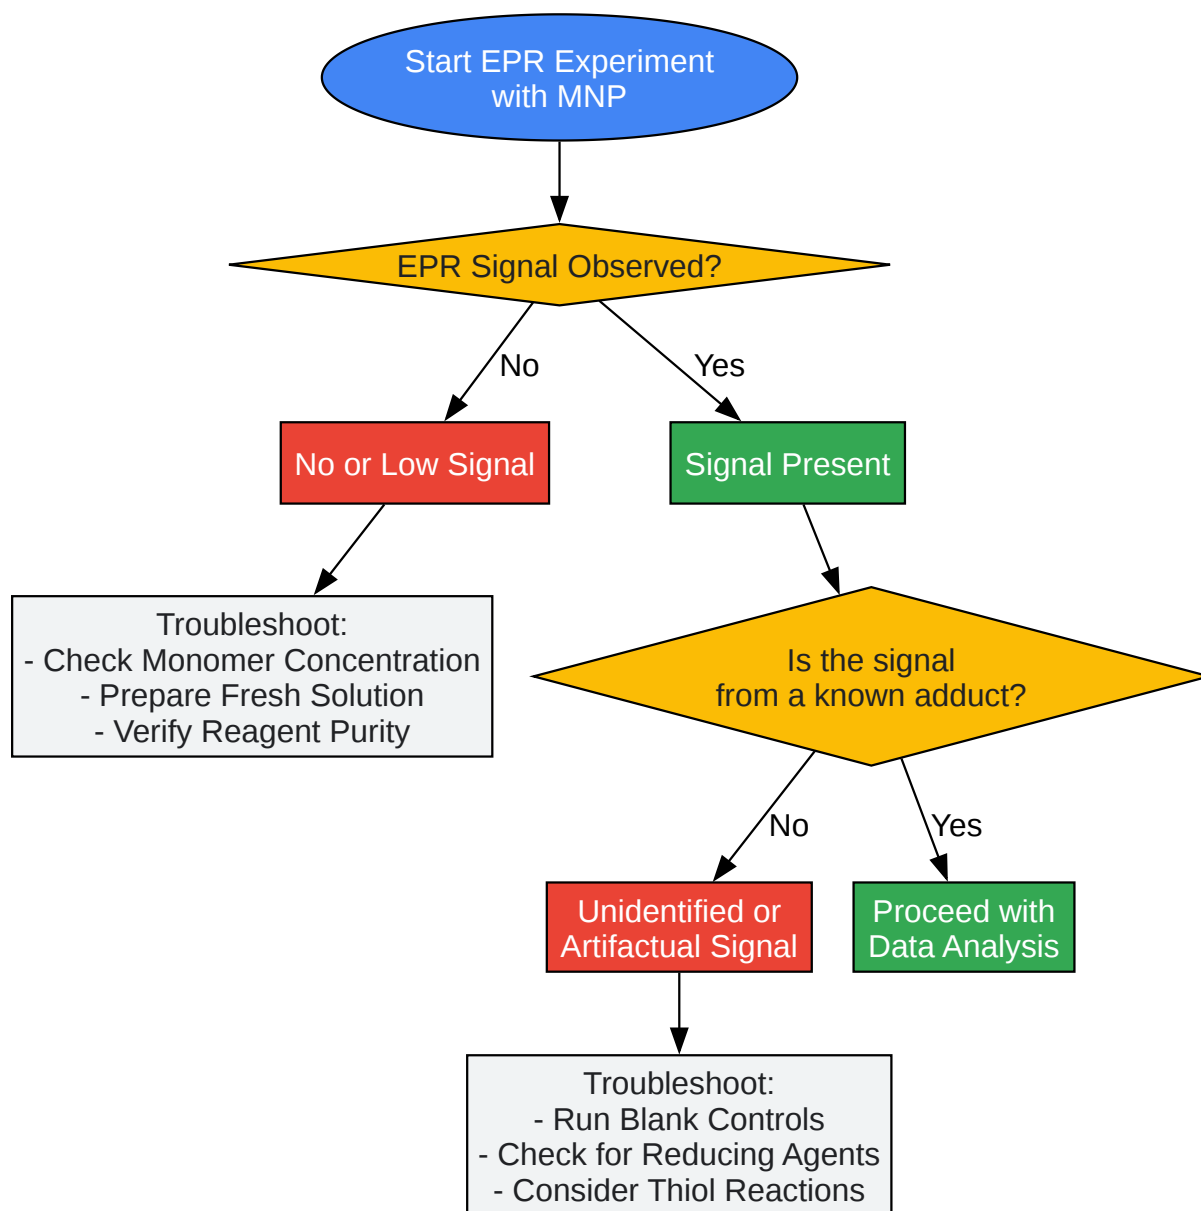 Start EPR Experiment
with MNP
EPR Signal Observed?
No
Yes
No or Low Signal
Signal Present
Troubleshoot:
- Check Monomer Concentration
- Prepare Fresh Solution
- Verify Reagent Purity
Is the signal
from a known adduct?
No
Yes
Unidentified or
Artifactual Signal
Proceed with
Data Analysis
Troubleshoot:
- Run Blank Controls
- Check for Reducing Agents
- Consider Thiol Reactions